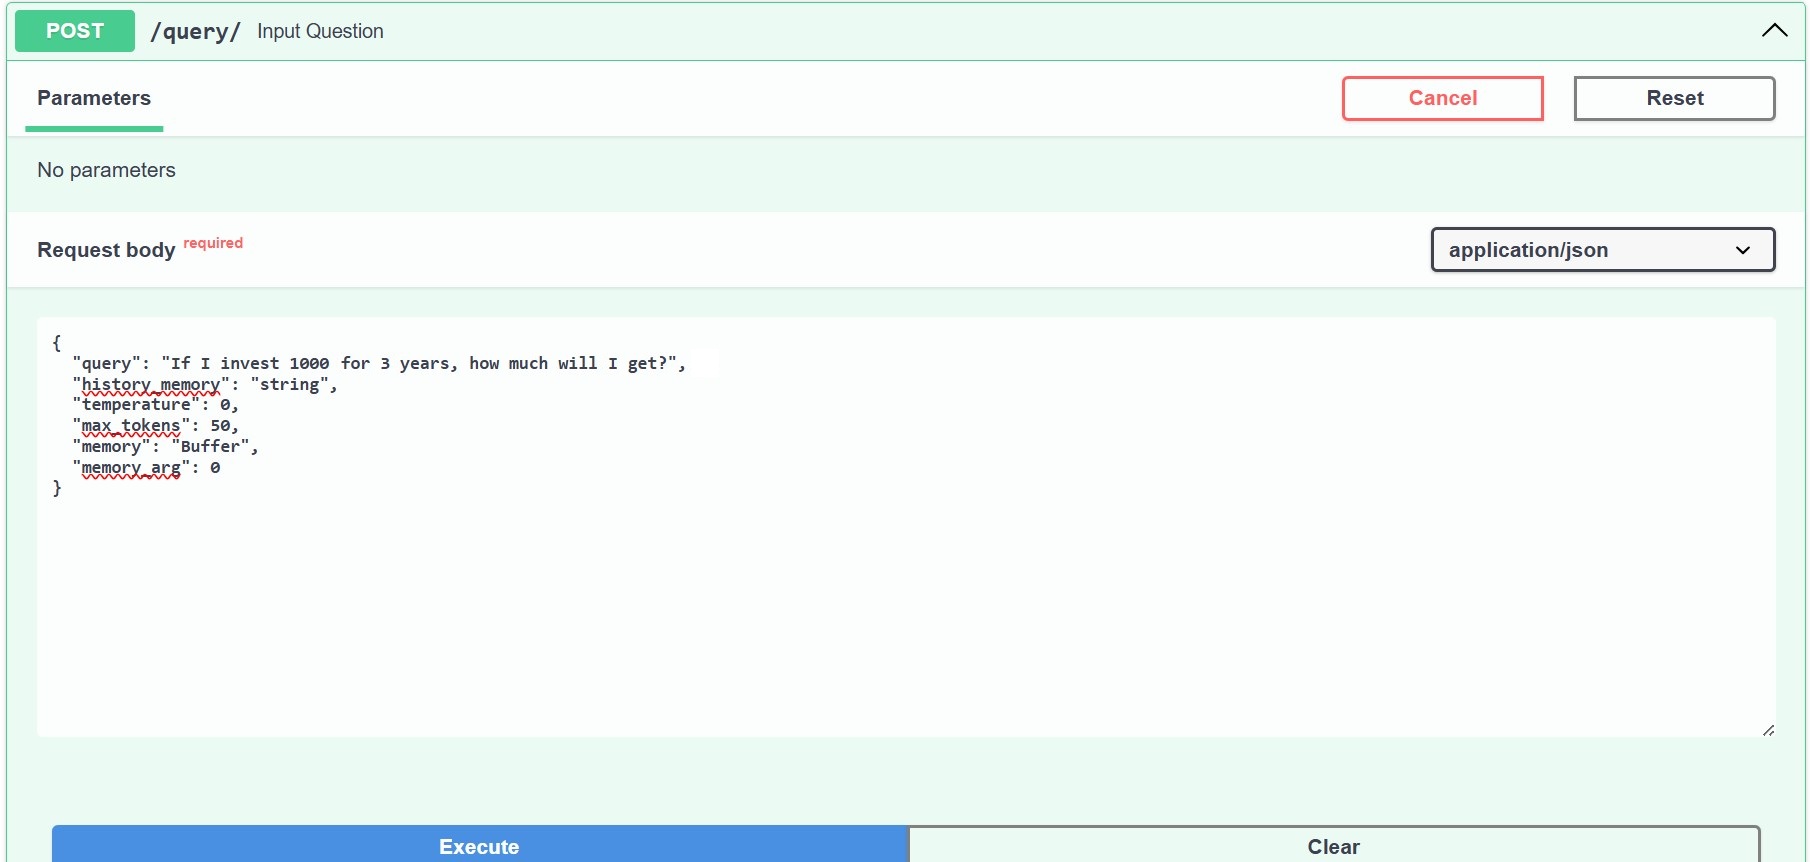 POST /query/ Input Question
Parameters Cancel Reset
No parameters
Request body required application/json
{
"query": "If I invest 1000 for 3 years, how much will I get?",
"history_memory": "string",
"temperature": 0,
"max_tokens": 50,
"memory": "Buffer",
"memory_arg": 0
}
Execute Clear